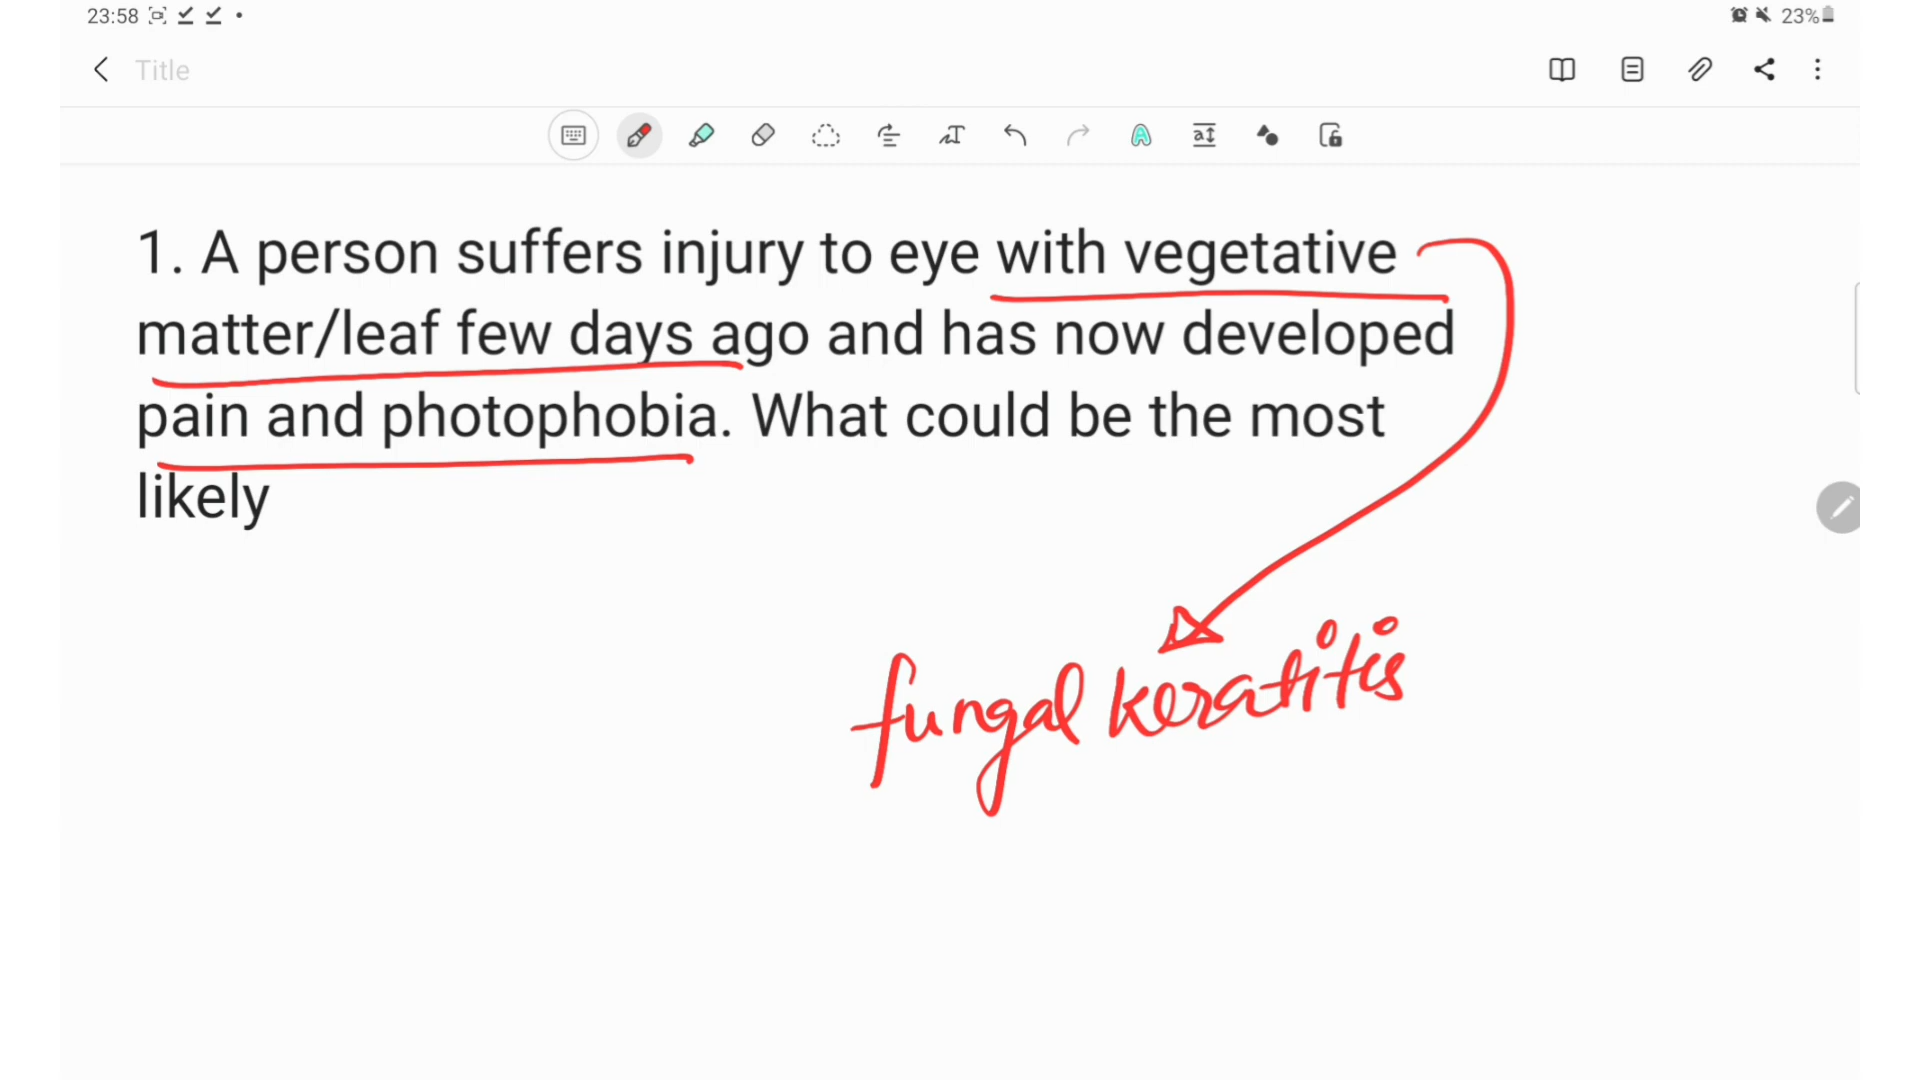 23:58
23%
Title
1. A person suffers injury to eye with vegetative
matter/leaf few days ago and has now developed
pain and photophobia. What could be the most
likely
fungal keratitis